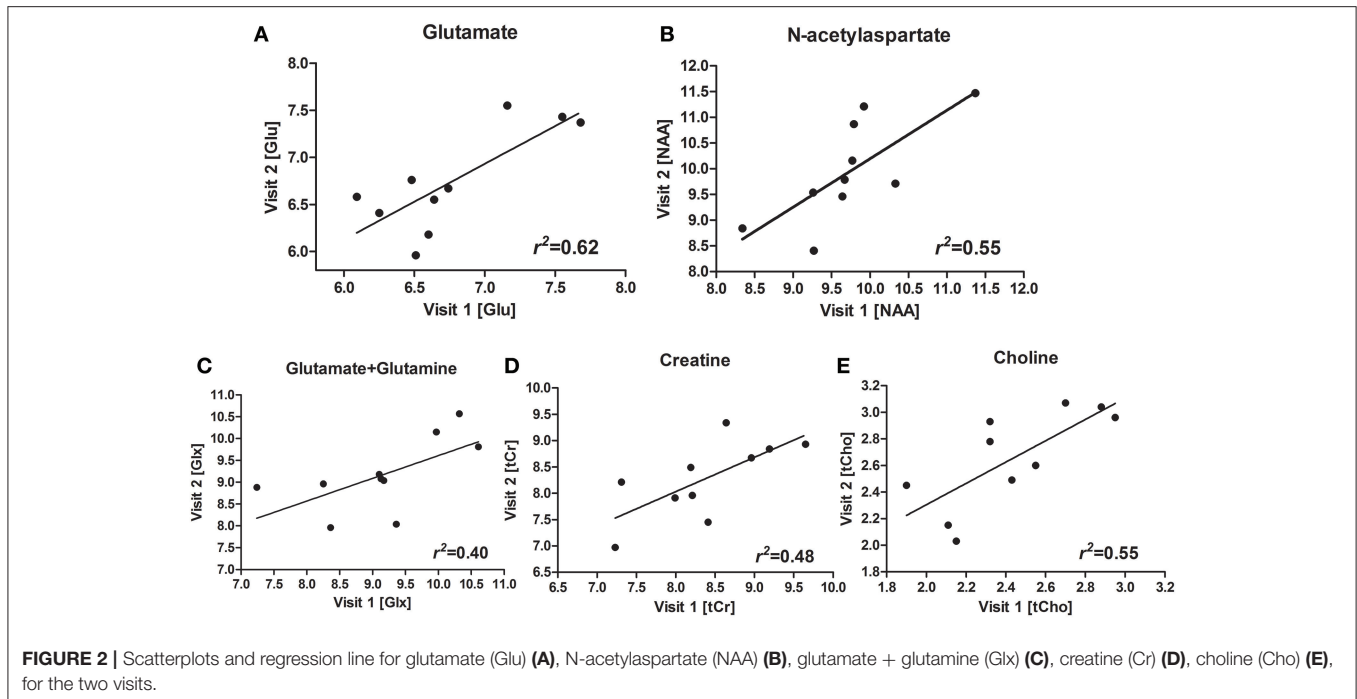 A
Glutamate
8.0
7.5
7.0
6.5
6.0
Visit 2 [Glu]
r²=0.62
6.0 6.5 7.0 7.5 8.0
Visit 1 [Glu]
B
N-acetylaspartate
12.0
11.5
11.0
10.5
10.0
9.5
9.0
8.5
8.0
Visit 2 [NAA]
r²=0.55
8.0 8.5 9.0 9.5 10.0 10.5 11.0 11.5 12.0
Visit 1 [NAA]
C
Glutamate+Glutamine
11.0
10.5
10.0
9.5
9.0
8.5
8.0
7.5
7.0
Visit 2 [Glx]
r²=0.40
7.0 7.5 8.0 8.5 9.0 9.5 10.0 10.5 11.0
Visit 1 [Glx]
D
Creatine
10.0
9.5
9.0
8.5
8.0
7.5
7.0
6.5
Visit 2 [tCr]
r²=0.48
6.5 7.0 7.5 8.0 8.5 9.0 9.5 10.0
Visit 1 [tCr]
E
Choline
3.2
3.0
2.8
2.6
2.4
2.2
2.0
1.8
Visit 2 [tCho]
r²=0.55
1.8 2.0 2.2 2.4 2.6 2.8 3.0 3.2
Visit 1 [tCho]
FIGURE 2 | Scatterplots and regression line for glutamate (Glu) (A), N-acetylaspartate (NAA) (B), glutamate + glutamine (Glx) (C), creatine (Cr) (D), choline (Cho) (E),
for the two visits.